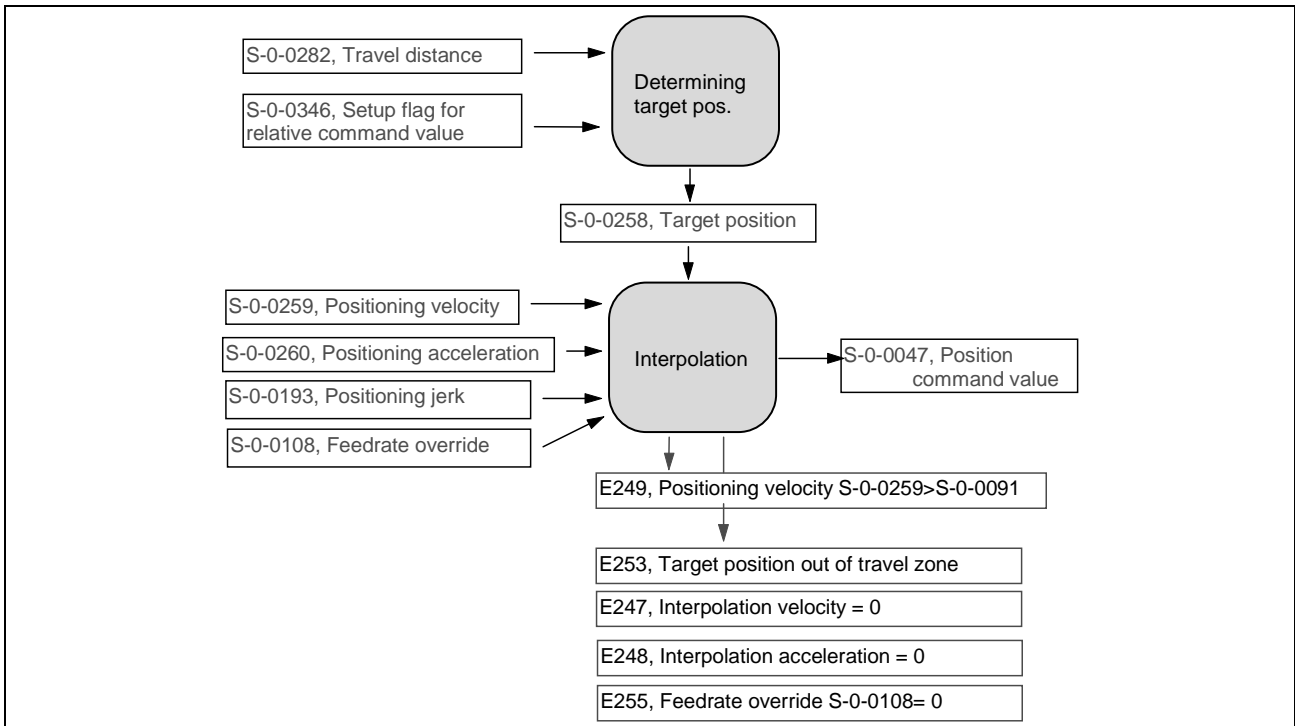 S-0-0282, Travel distance
Determining
target pos.
S-0-0346, Setup flag for
relative command value
S-0-0258, Target position
S-0-0259, Positioning velocity
S-0-0260, Positioning acceleration
Interpolation
S-0-0047, Position
command value
S-0-0193, Positioning jerk
S-0-0108, Feedrate override
E249, Positioning velocity S-0-0259>S-0-0091
E253, Target position out of travel zone
E247, Interpolation velocity = 0
E248, Interpolation acceleration = 0
E255, Feedrate override S-0-0108= 0